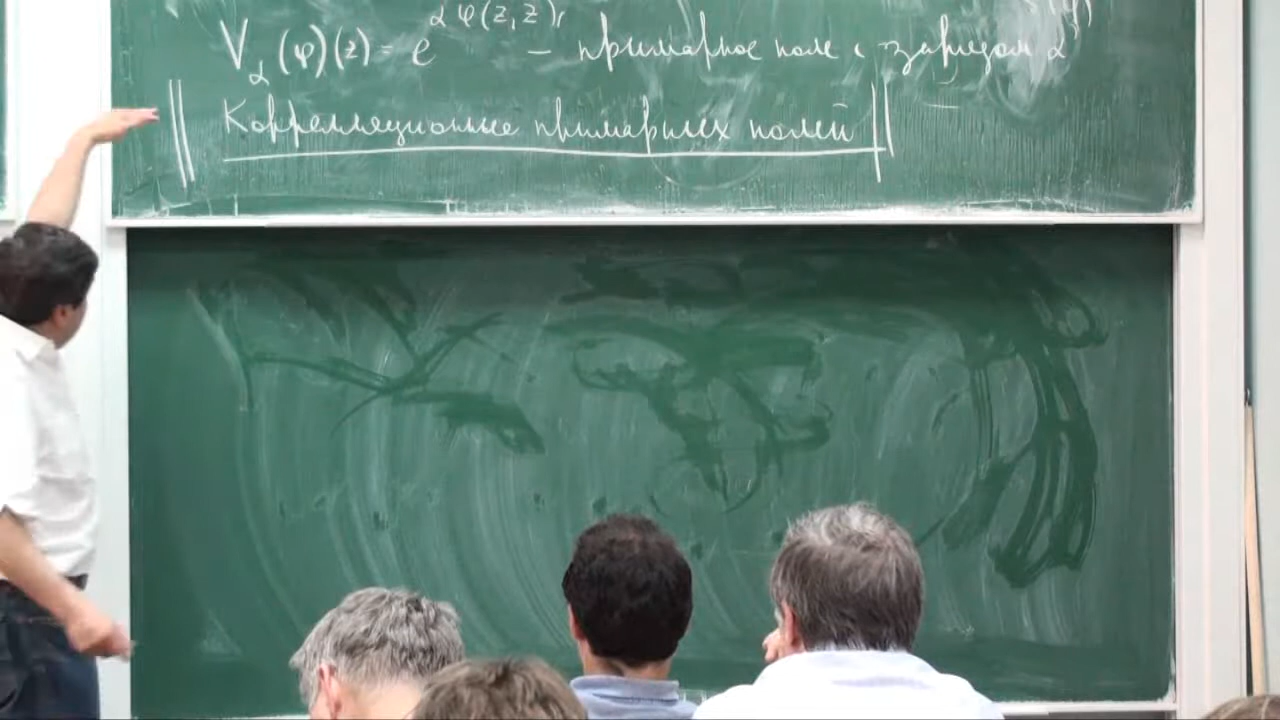 V_α(φ)(z) = e^{αφ(z,z̄)} – примарное поле с зарядом α
Корреляционные примарных полей